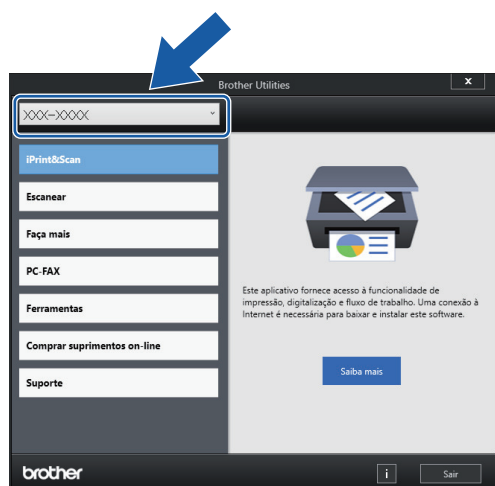 Brother Utilities
x
XXX-XXXX
iPrint&Scan
Escanear
Faça mais
PC-FAX
Ferramentas
Comprar suprimentos on-line
Suporte
Este aplicativo fornece acesso à funcionalidade de
impressão, digitalização e fluxo de trabalho. Uma conexão à
Internet é necessária para baixar e instalar este software.
Saiba mais
brother
i
Sair